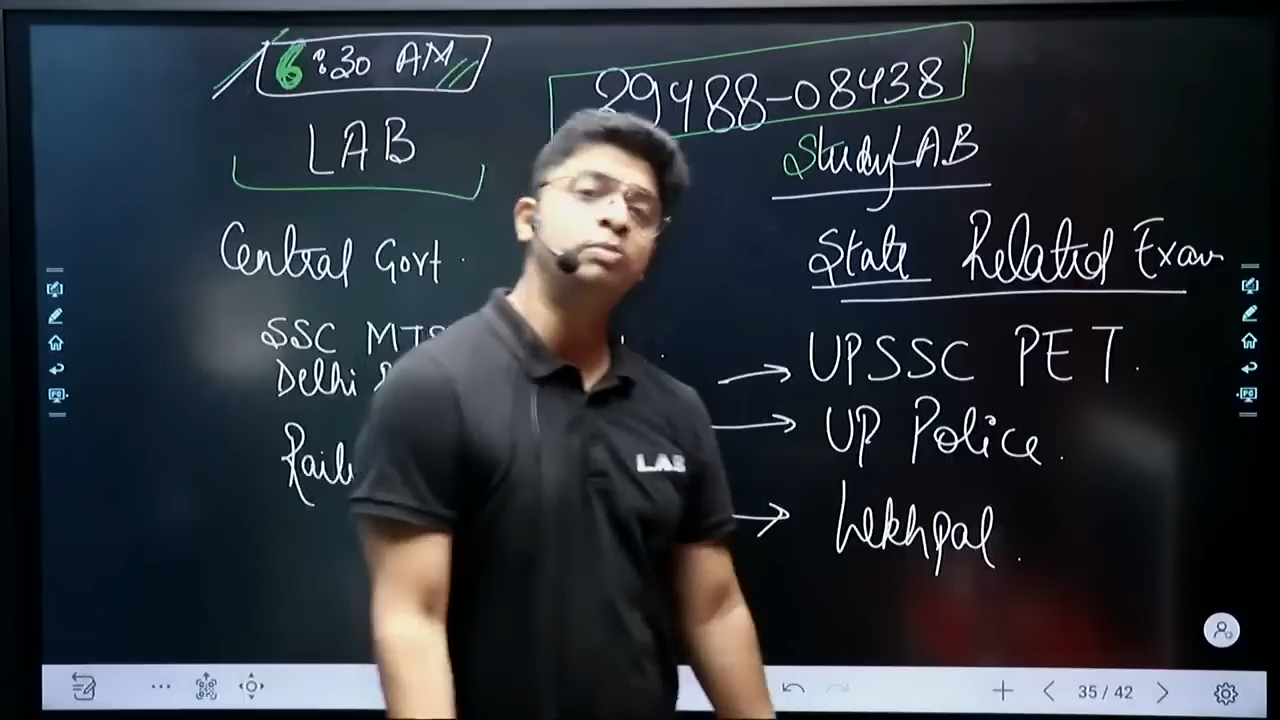 6:30 AM
29488-08438
LAB
StudyLAB
Central Govt.
State Related Exam
SSC MTS
Delhi
UPSSC PET.
UP Police.
Lekhpal.
LAB
35 / 42